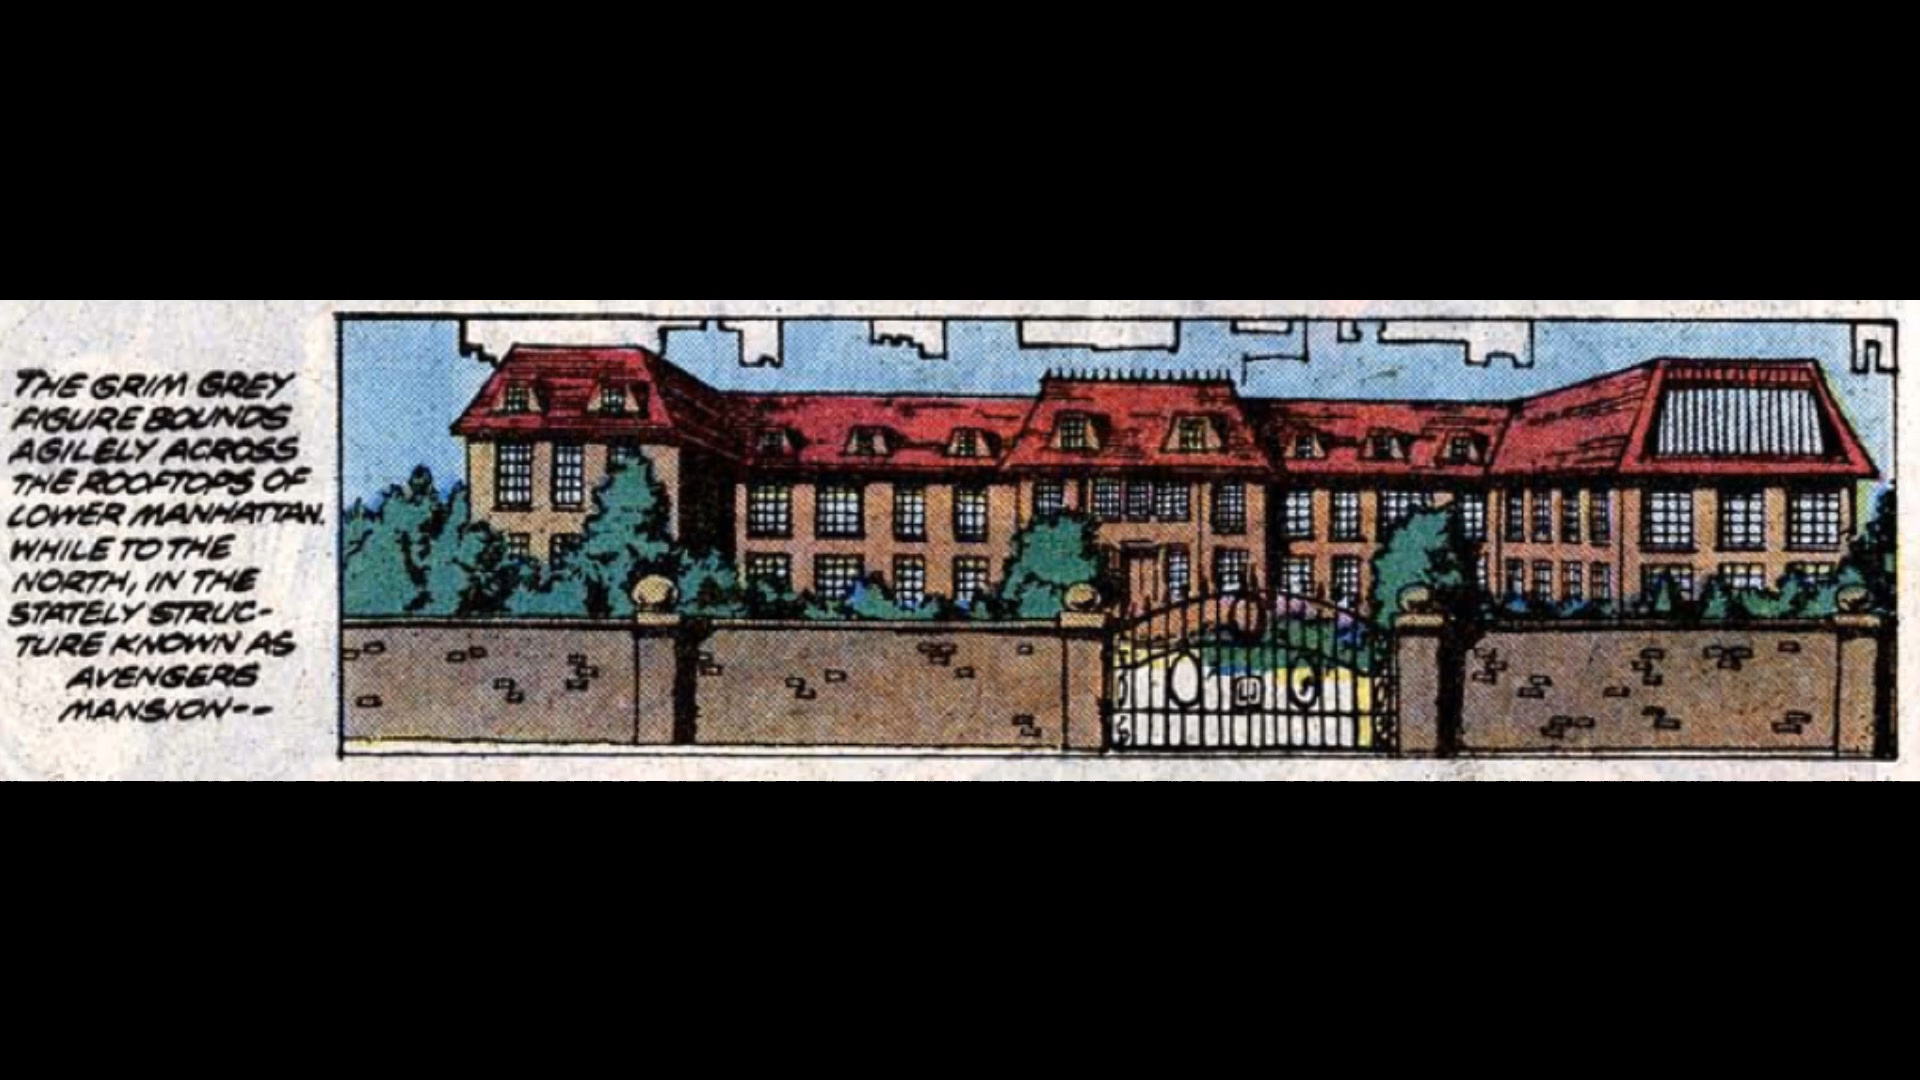 THE GRIM GREY
FIGURE BOUNDS
AGILELY ACROSS
THE ROOFTOPS OF
LOWER MANHATTAN.
WHILE TO THE
NORTH, IN THE
STATELY STRUC-
TURE KNOWN AS
AVENGERS
MANSION--